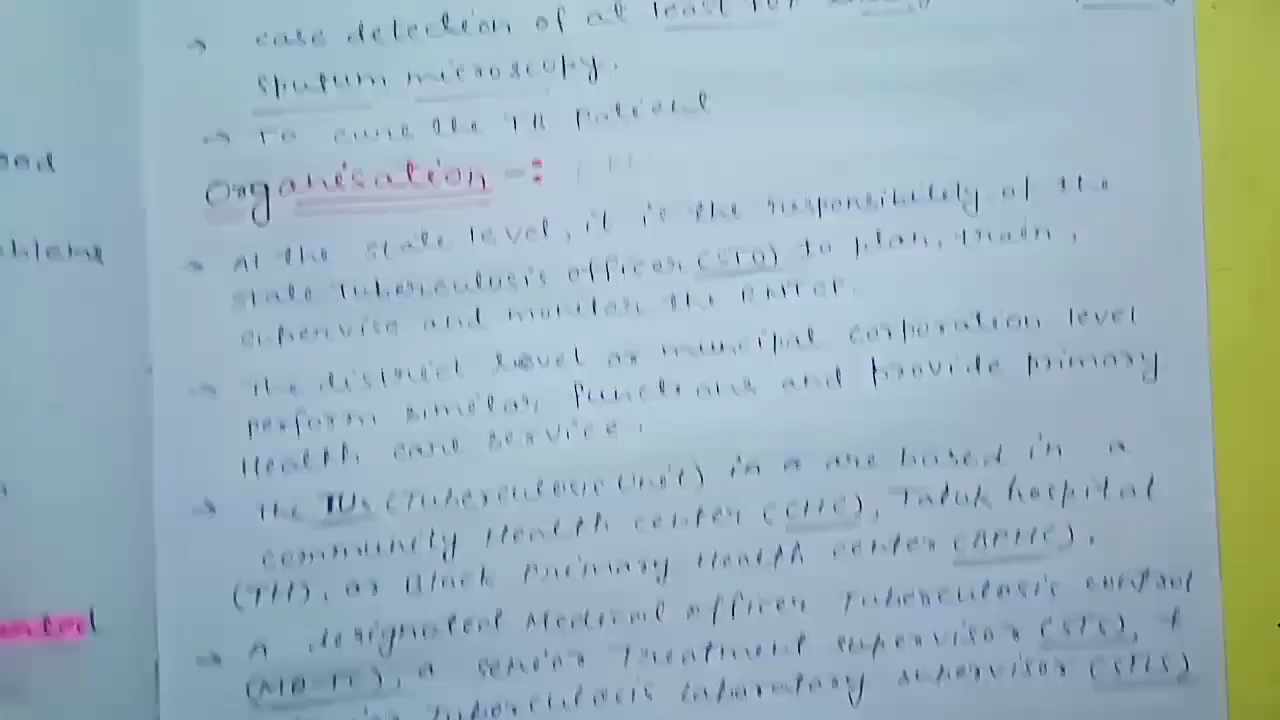 ood
oblems
→ case detection of at least 70%
sputum microscopy.
→ To cure the TB Patient
Organisation -:
→ At the state level, it is the responsibility of the
state Tuberculosis officer (STO) to plan, train,
supervise and monitor the RNTCP.
→ The district level or municipal corporation level
perform similar functions and provide primary
Health care service.
→ The TUs (Tuberculosis Unit) in a are based in a
community Health center (CHC), Taluk hospital
(TH), or Block Primary Health center (BPHC).
→ A designated Medical officer Tuberculosis control
(MO-TC), a senior Treatment supervisor (STS), &
Tuberculosis laboratory supervisor (STLS)